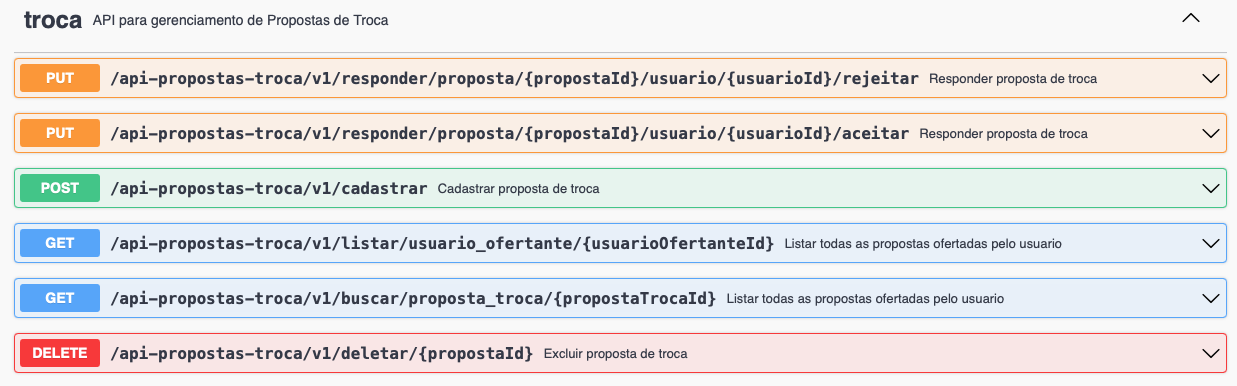 troca API para gerenciamento de Propostas de Troca
PUT /api-propostas-troca/v1/responder/proposta/{propostaId}/usuario/{usuarioId}/rejeitar Responder proposta de troca
PUT /api-propostas-troca/v1/responder/proposta/{propostaId}/usuario/{usuarioId}/aceitar Responder proposta de troca
POST /api-propostas-troca/v1/cadastrar Cadastrar proposta de troca
GET /api-propostas-troca/v1/listar/usuario_ofertante/{usuarioOfertanteId} Listar todas as propostas ofertadas pelo usuario
GET /api-propostas-troca/v1/buscar/proposta_troca/{propostaTrocaId} Listar todas as propostas ofertadas pelo usuario
DELETE /api-propostas-troca/v1/deletar/{propostaId} Excluir proposta de troca